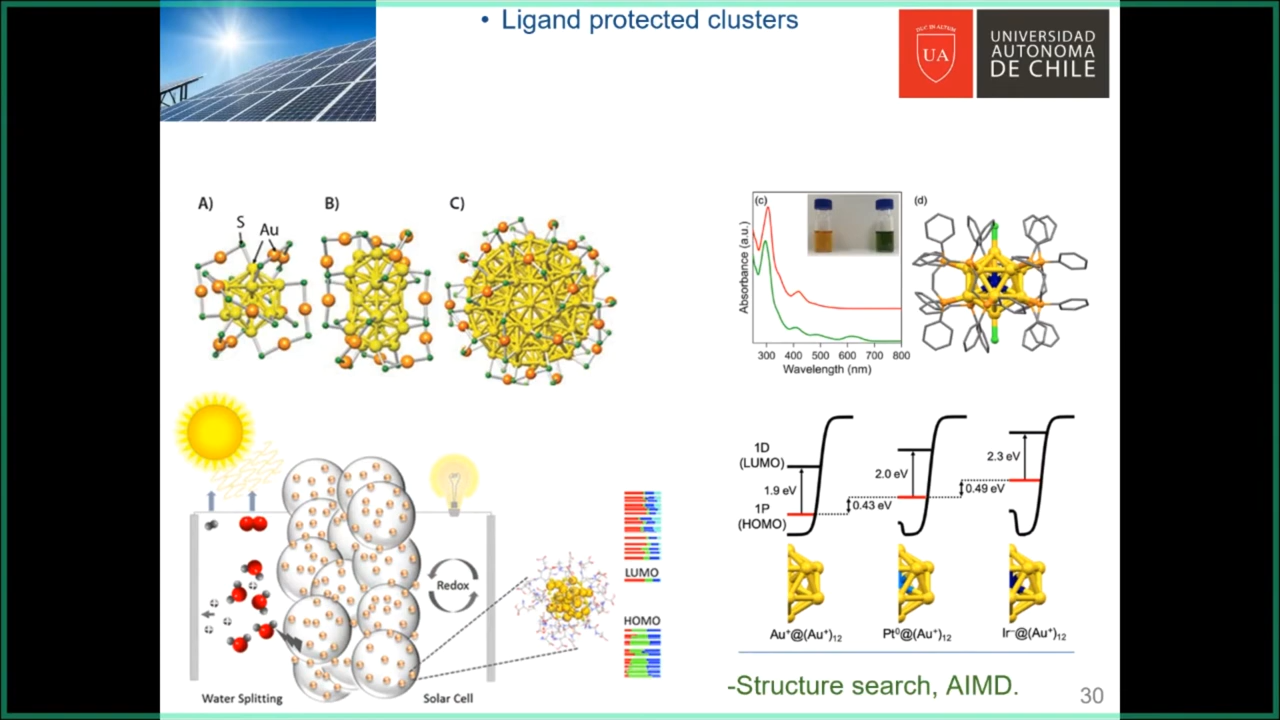 • Ligand protected clusters
DUC IN ALTUM
UA
UNIVERSIDAD
AUTONOMA
DE CHILE
A)
B)
C)
S
Au
(c)
(d)
Absorbance (a.u.)
300 400 500 600 700 800
Wavelength (nm)
1D
(LUMO)
1.9 eV
1P
(HOMO)
0.43 eV
2.0 eV
0.49 eV
2.3 eV
Au⁺@(Au⁺)₁₂
Pt⁰@(Au⁺)₁₂
Ir⁻@(Au⁺)₁₂
Redox
LUMO
HOMO
Water Splitting
Solar Cell
-Structure search, AIMD.
30